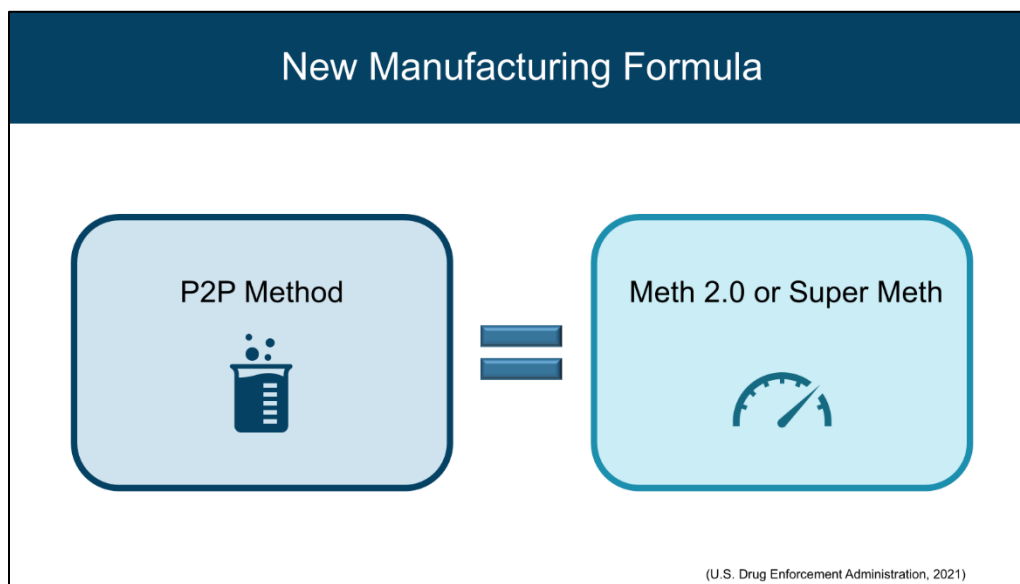 New Manufacturing Formula
P2P Method
Meth 2.0 or Super Meth
(U.S. Drug Enforcement Administration, 2021)